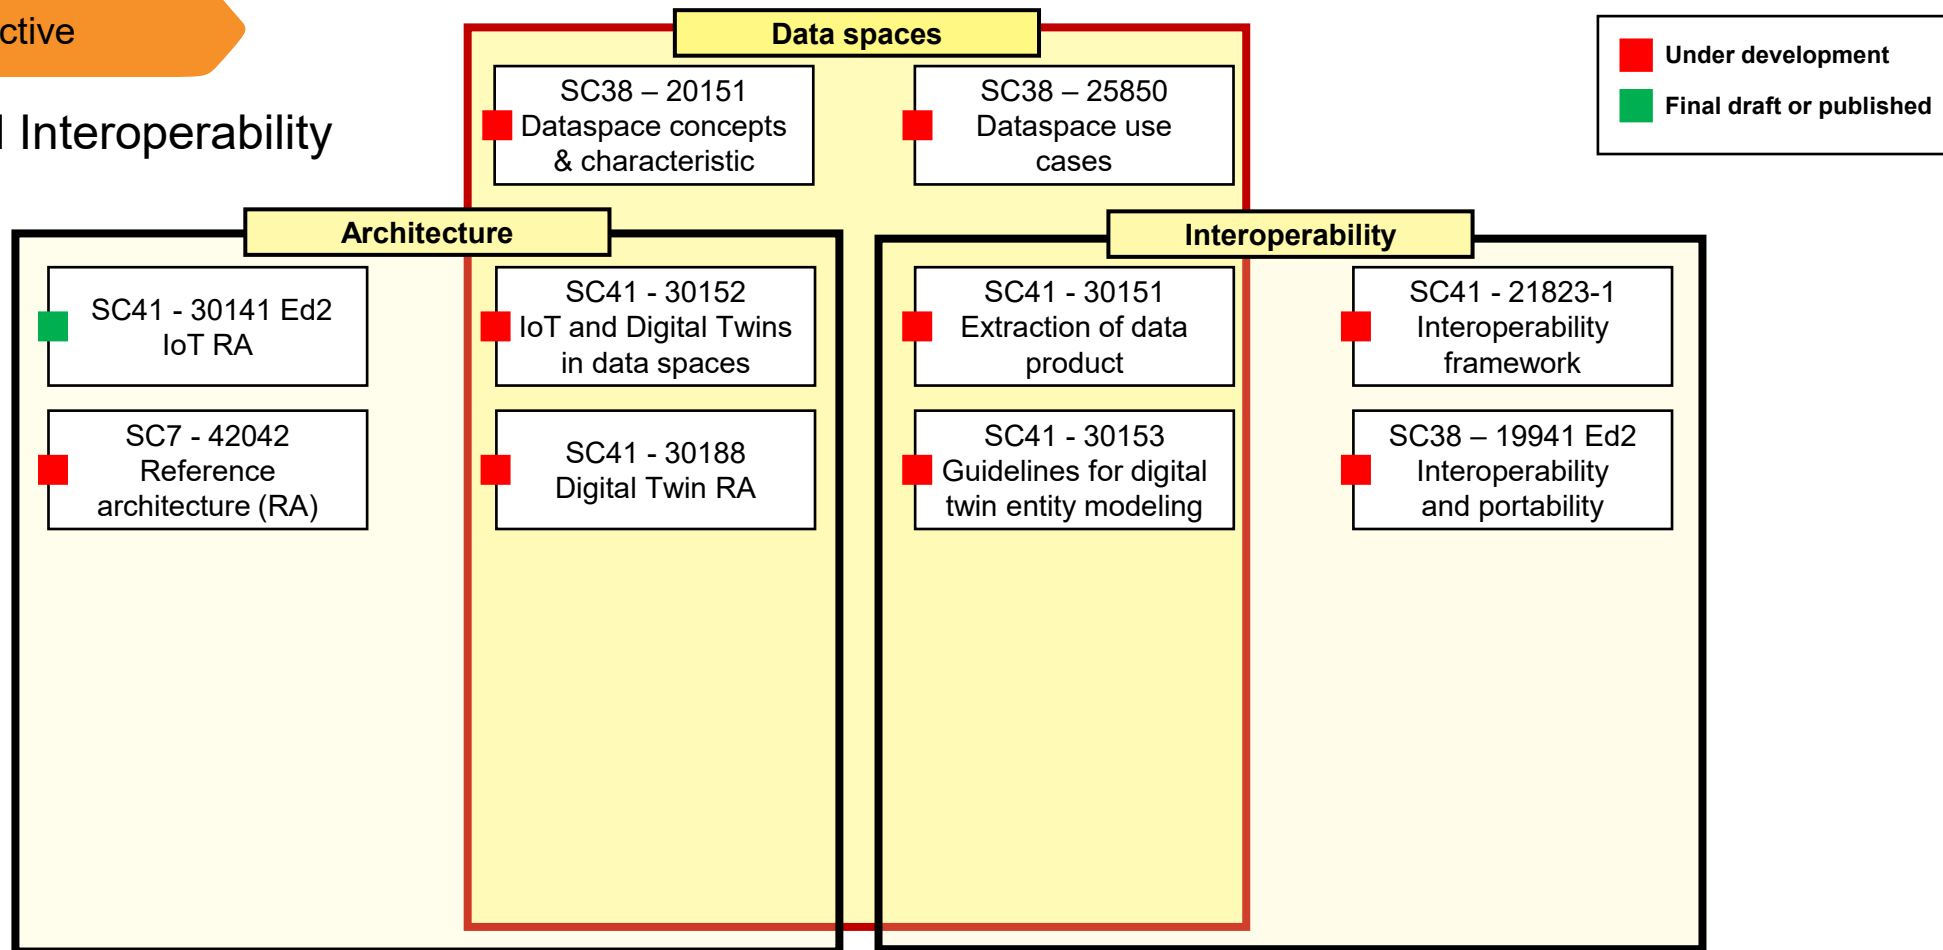 ctive
Interoperability
Data spaces
Under development
Final draft or published
SC38 – 20151
Dataspace concepts
& characteristic
SC38 – 25850
Dataspace use
cases
Architecture
Interoperability
SC41 - 30141 Ed2
IoT RA
SC41 - 30152
IoT and Digital Twins
in data spaces
SC41 - 30151
Extraction of data
product
SC41 - 21823-1
Interoperability
framework
SC7 - 42042
Reference
architecture (RA)
SC41 - 30188
Digital Twin RA
SC41 - 30153
Guidelines for digital
twin entity modeling
SC38 – 19941 Ed2
Interoperability
and portability